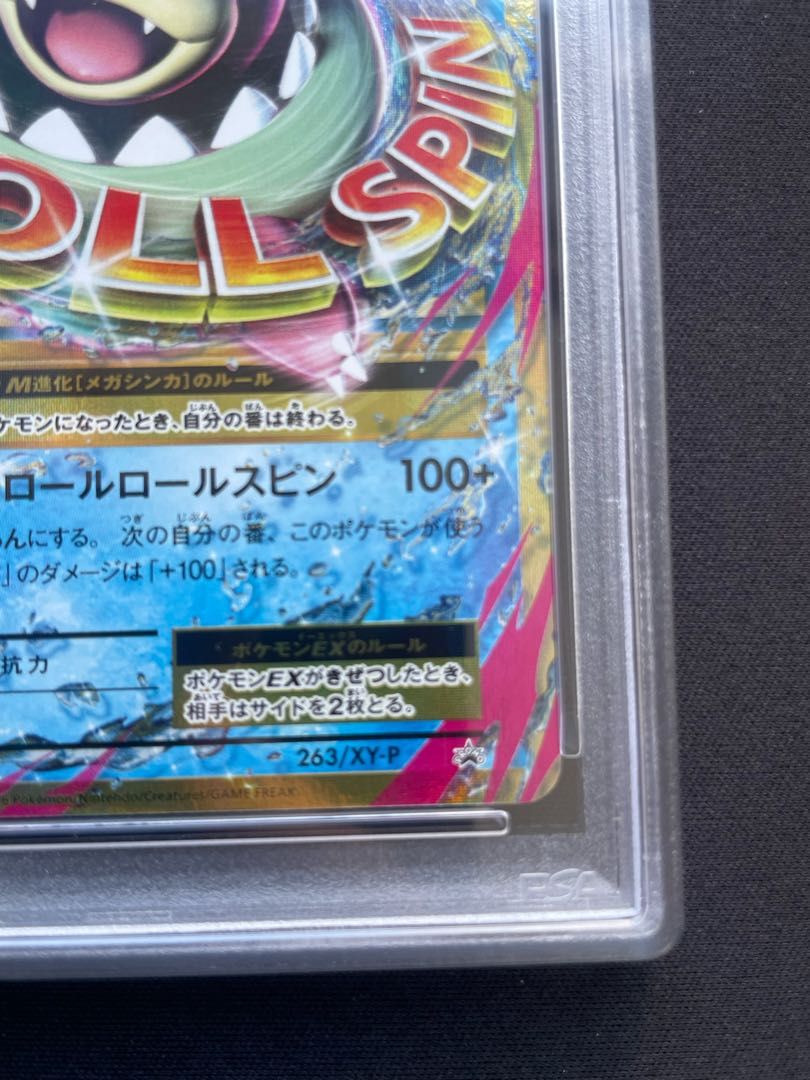 OLL SPIN
M進化[メガシンカ]のルール
ケモンになったとき、自分の番は終わる。
ロールロールスピン 100+
んにする。 次の自分の番、このポケモンが使う
」のダメージは「+100」される。
抗力
ポケモンEXのルール
ポケモンEXがきぜつしたとき、
相手はサイドを2枚とる。
263/XY-P
6 Pokémon/Nintendo/Creatures/GAME FREAK
PSA